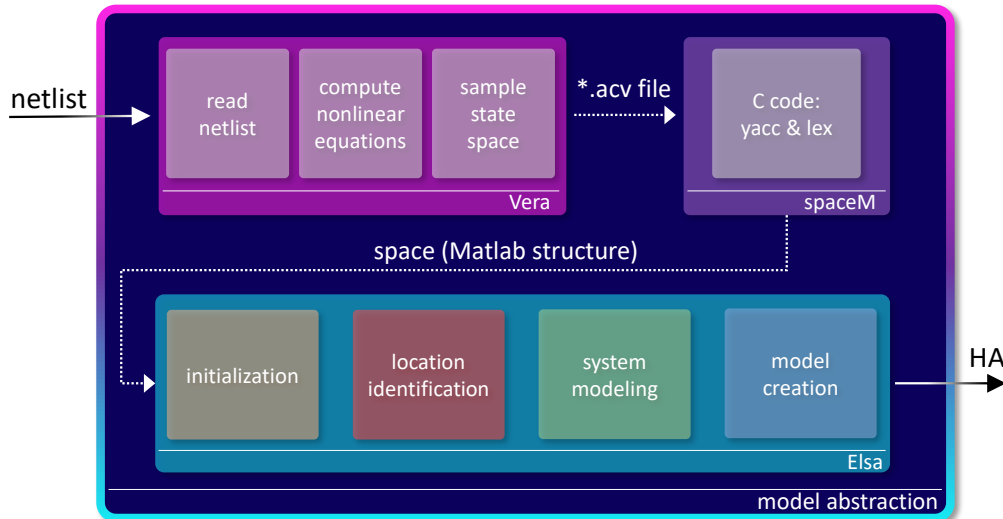 netlist
read
netlist
compute
nonlinear
equations
sample
state
space
Vera
*.acv file
C code:
yacc & lex
spaceM
space (Matlab structure)
initialization
location
identification
system
modeling
model
creation
Elsa
HA
model abstraction